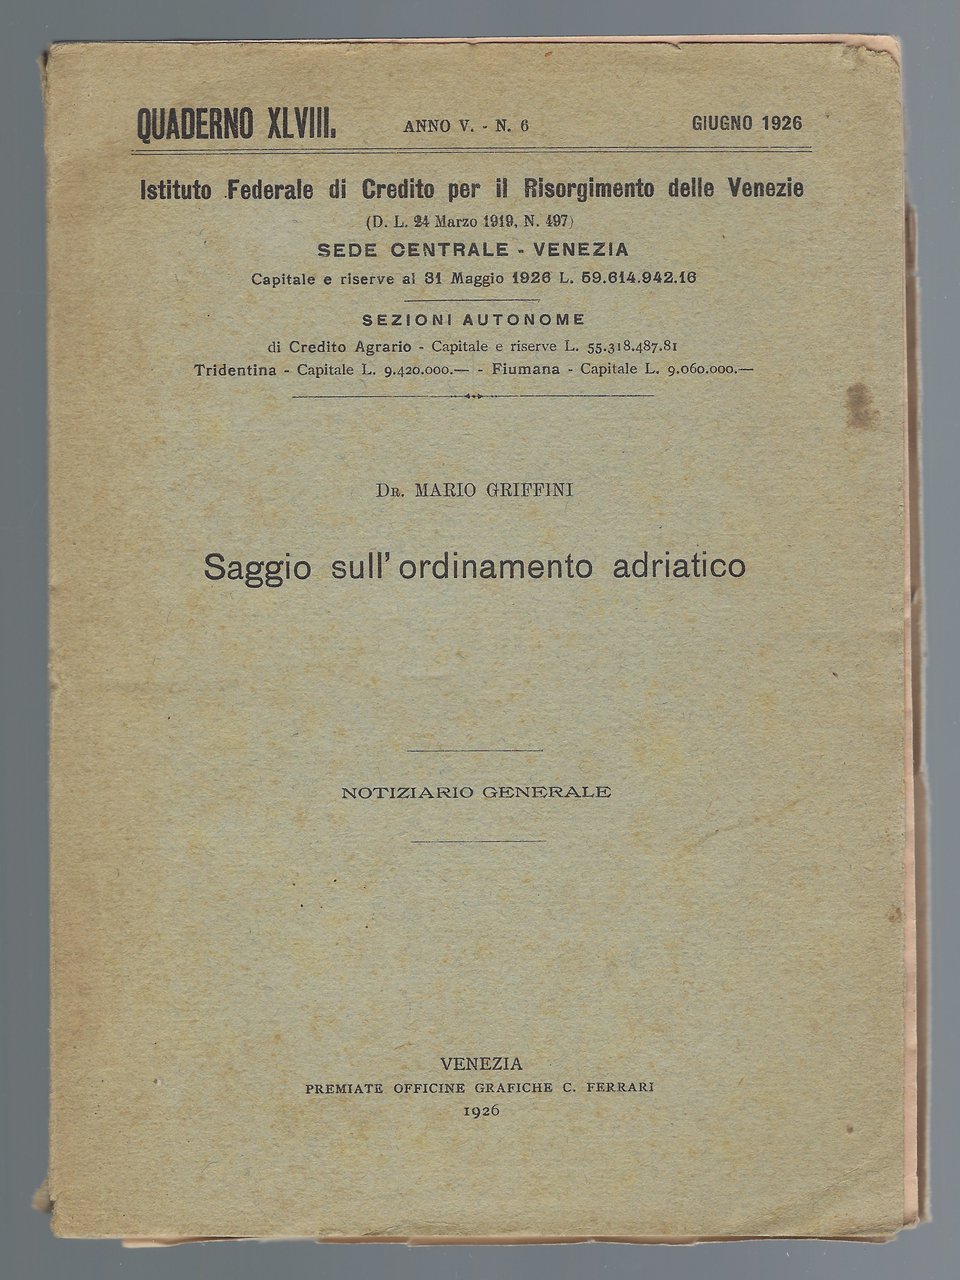 QUADERNO XLVIII. ANNO V. - N. 6 GIUGNO 1926
Istituto Federale di Credito per il Risorgimento delle Venezie
(D. L. 24 Marzo 1919, N. 497)
SEDE CENTRALE - VENEZIA
Capitale e riserve al 31 Maggio 1926 L. 59.614.942.16
SEZIONI AUTONOME
di Credito Agrario - Capitale e riserve L. 55.318.487.81
Tridentina - Capitale L. 9.420.000.— - Fiumana - Capitale L. 9.060.000.—
DR. MARIO GRIFFINI
Saggio sull' ordinamento adriatico
NOTIZIARIO GENERALE
VENEZIA
PREMIATE OFFICINE GRAFICHE C. FERRARI
1926